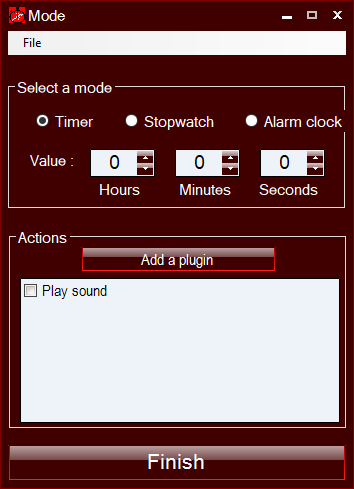 Mode
File
Select a mode
Timer Stopwatch Alarm clock
Value : 0 0 0
Hours Minutes Seconds
Actions
Add a plugin
Play sound
Finish